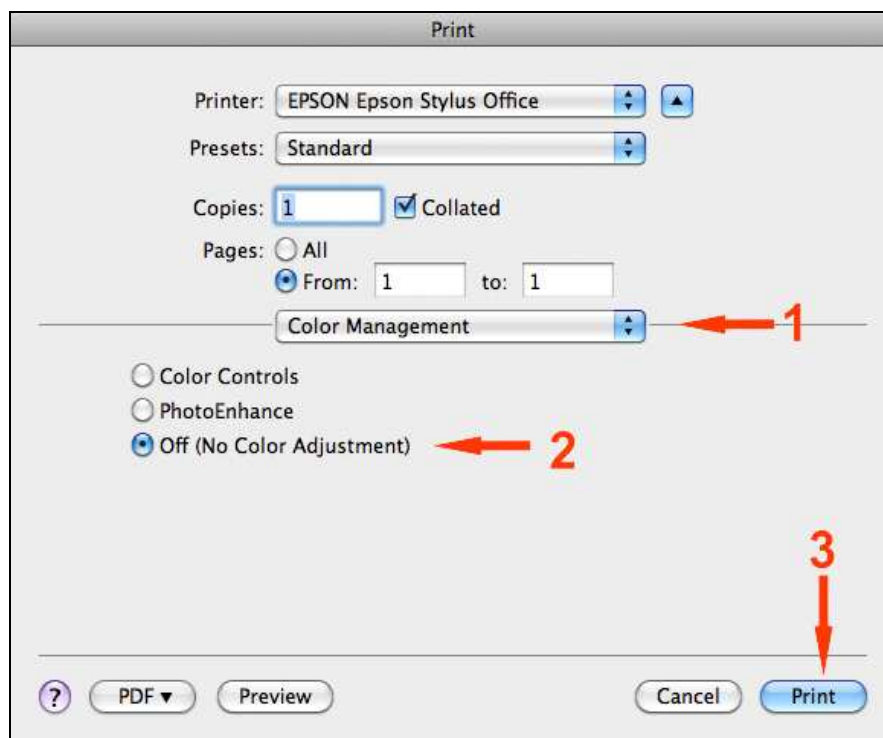 Print
Printer: EPSON Epson Stylus Office
Presets: Standard
Copies: 1 Collated
Pages: All
From: 1 to: 1
Color Management 1
Color Controls
PhotoEnhance
Off (No Color Adjustment) 2
3
? PDF ▼ Preview Cancel Print